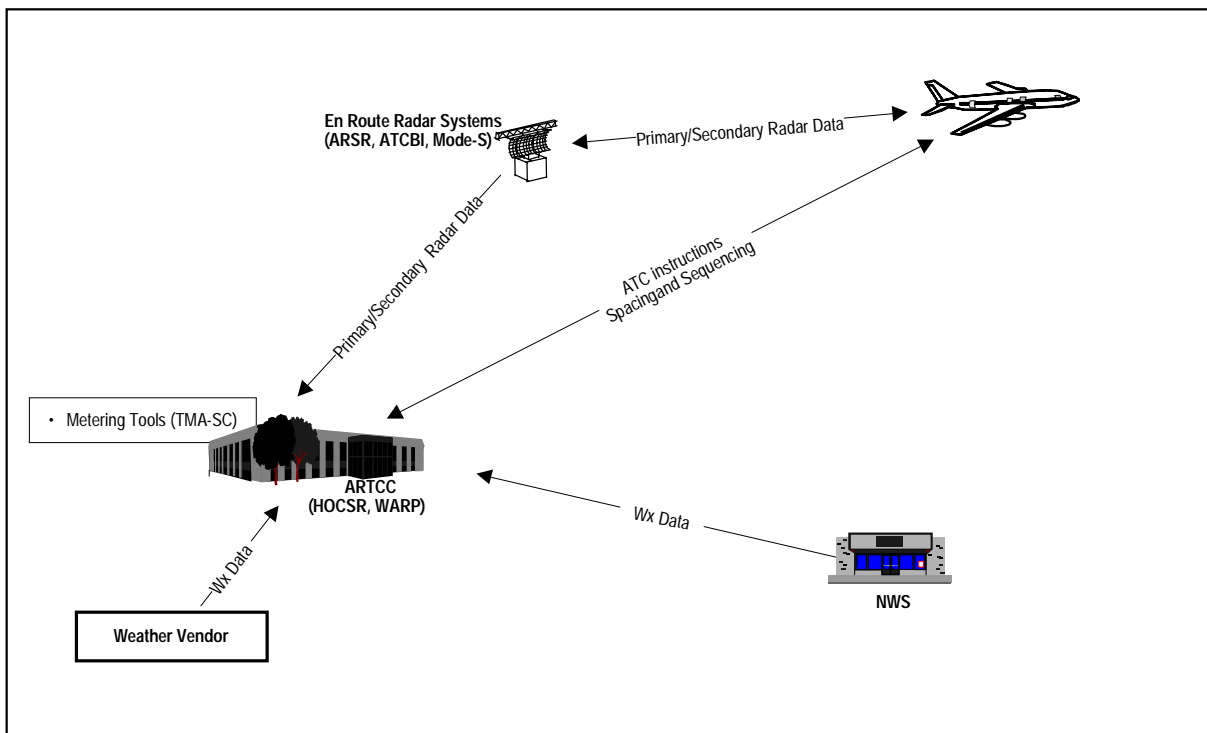 En Route Radar Systems
(ARSR, ATCBI, Mode-S)
Primary/Secondary Radar Data
Primary/Secondary Radar Data
ATC instructions
Spacingand Sequencing
• Metering Tools (TMA-SC)
ARTCC
(HOCSR, WARP)
Wx Data
Wx Data
NWS
Weather Vendor